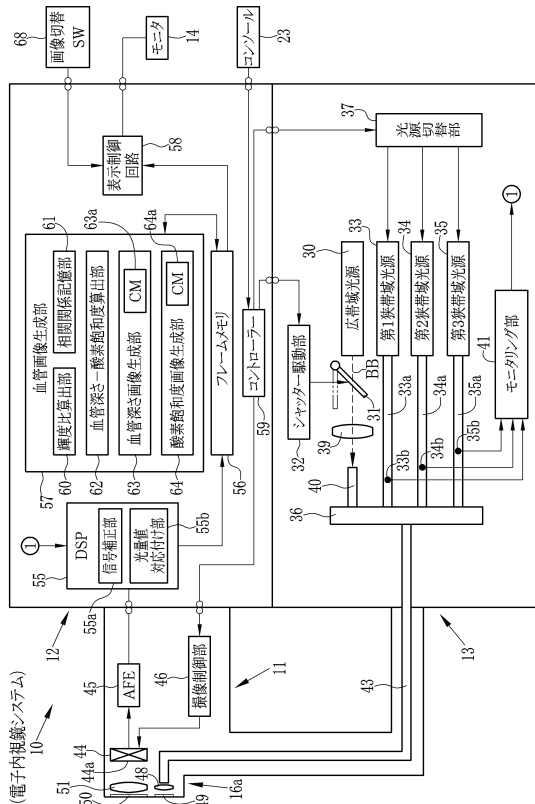 (電子内視鏡システム)
10
12
11
13
68
画像切替
SW
モニタ
14
コンソール
23
表示制御
回路
58
37
光源
切替部
血管画像生成部
57
輝度比算出部
60
相関関係記憶部
61
血管深さ-酸素飽和度算出部
62
血管深さ画像生成部
63
CM
63a
酸素飽和度画像生成部
64
CM
64a
フレームメモリ
56
コントローラー
59
シャッター駆動部
32
広帯域光源
30
第1狭帯域光源
33
第2狭帯域光源
34
第3狭帯域光源
35
BB
31
39
40
33a
34a
35a
33b
34b
35b
36
モニタリング部
41
①
①
DSP
55
信号補正部
55a
光量値
対応付け部
55b
AFE
45
撮像制御部
46
43
44
44a
51
50
48
49
16a